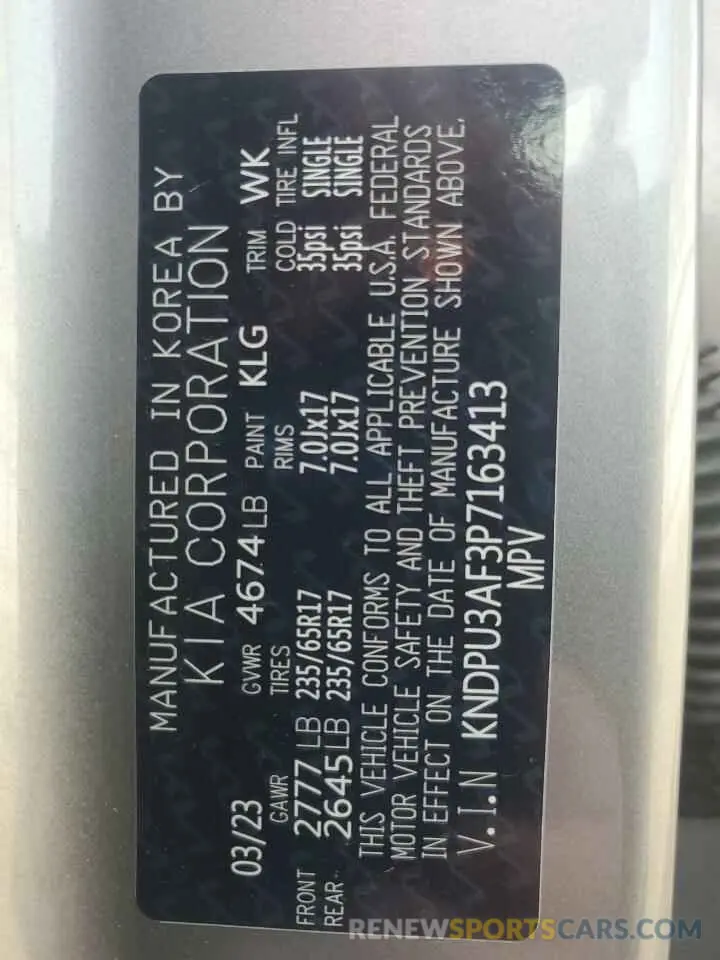 MANUFACTURED IN KOREA BY
KIA CORPORATION
03/23 GVWR 4674LB PAINT KLG TRIM WK
GAWR TIRES RIMS COLD TIRE INFL
FRONT 2777 LB 235/65R17 7.0Jx17 35psi SINGLE
REAR 2645LB 235/65R17 7.0Jx17 35psi SINGLE
THIS VEHICLE CONFORMS TO ALL APPLICABLE U.S.A. FEDERAL
MOTOR VEHICLE SAFETY AND THEFT PREVENTION STANDARDS
IN EFFECT ON THE DATE OF MANUFACTURE SHOWN ABOVE.
V.I.N KNDPU3AF3P7163413
MPV
RENEWSPORTSCARS.COM